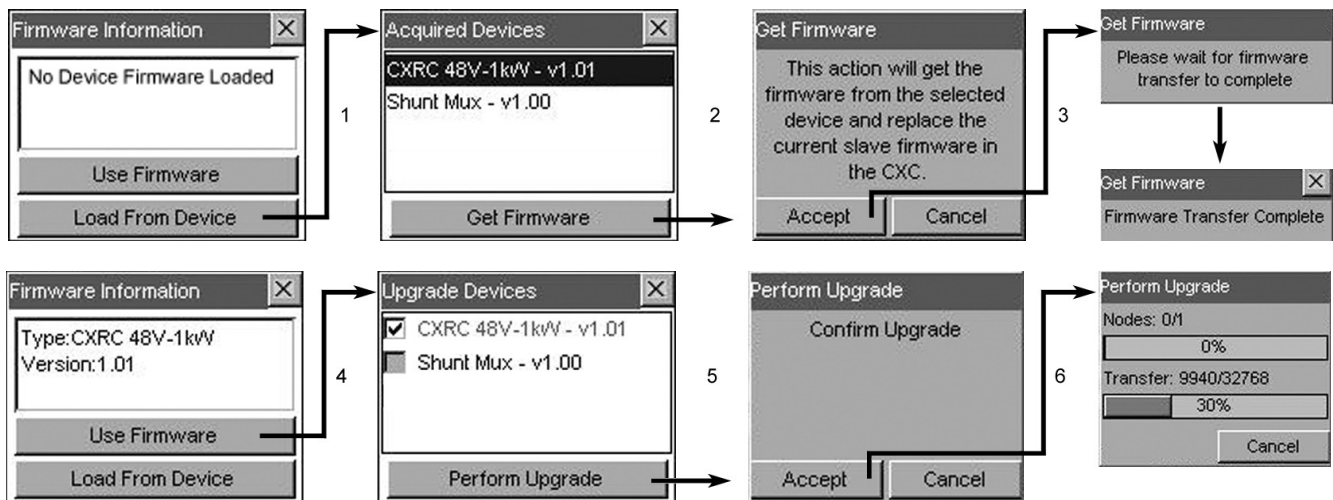 Firmware Information
No Device Firmware Loaded
Use Firmware
Load From Device
1
Acquired Devices
CXRC 48V-1kW - v1.01
Shunt Mux - v1.00
Get Firmware
2
Get Firmware
This action will get the
firmware from the selected
device and replace the
current slave firmware in
the CXC.
Accept
Cancel
3
Get Firmware
Please wait for firmware
transfer to complete
Get Firmware
Firmware Transfer Complete
Firmware Information
Type:CXRC 48V-1kW
Version:1.01
Use Firmware
Load From Device
4
Upgrade Devices
CXRC 48V-1kW - v1.01
Shunt Mux - v1.00
Perform Upgrade
5
Perform Upgrade
Confirm Upgrade
Accept
Cancel
6
Perform Upgrade
Nodes: 0/1
0%
Transfer: 9940/32768
30%
Cancel